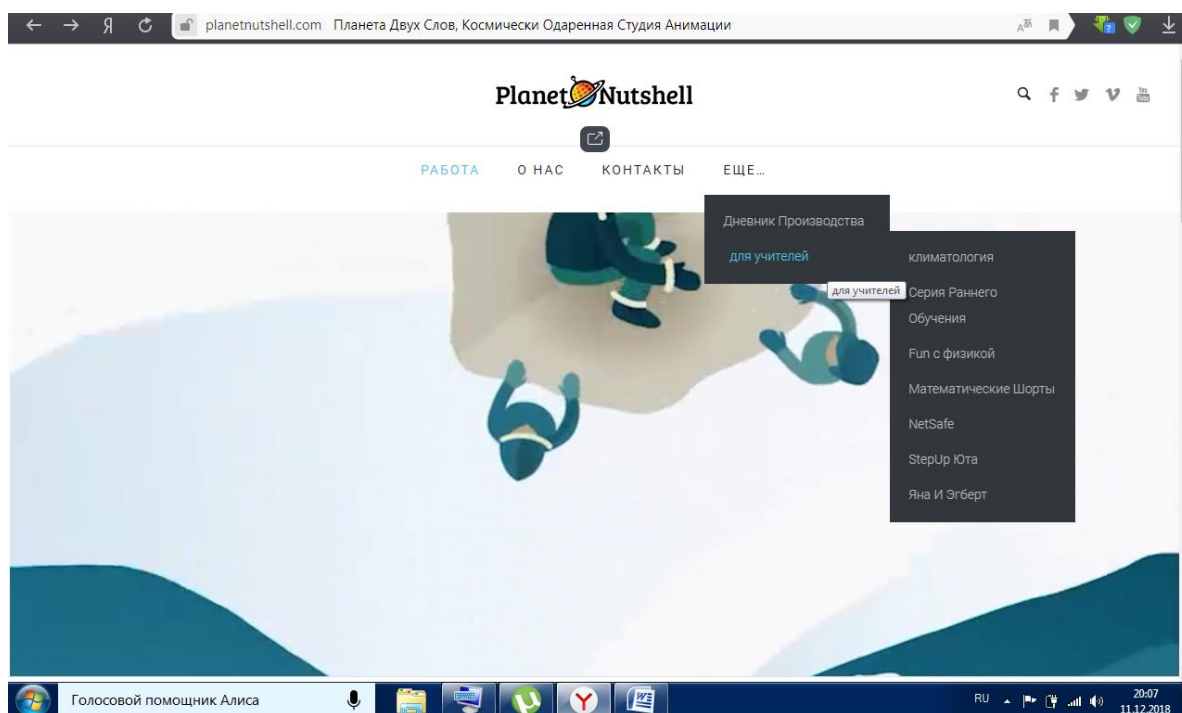 planetnutshell.com Планета Двух Слов, Космически Одаренная Студия Анимации
Planet Nutshell
РАБОТА О НАС КОНТАКТЫ ЕЩЕ...
Дневник Производства
для учителей
для учителей
климатология
Серия Раннего
Обучения
Fun с физикой
Математические Шорты
NetSafe
StepUp Юта
Яна И Эгберт
Голосовой помощник Алиса
RU
20:07
11.12.2018